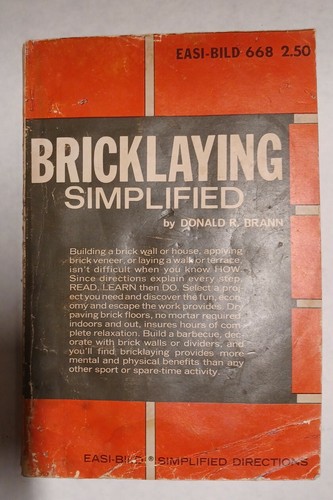 EASI-BILD 668 2.50
BRICKLAYING
SIMPLIFIED
by DONALD R. BRANN
Building a brick wall or house, applying
brick veneer, or laying a walk or terrace,
isn't difficult when you know HOW.
Since directions explain every step
READ, LEARN then DO. Select a proj-
ect you need and discover the fun, econ-
omy and escape the work provides. Dry
paving brick floors, no mortar required,
indoors and out, insures hours of com-
plete relaxation. Build a barbecue, dec-
orate with brick walls or dividers, and
you'll find bricklaying provides more
mental and physical benefits than any
other sport or spare-time activity.
EASI-BILD® SIMPLIFIED DIRECTIONS